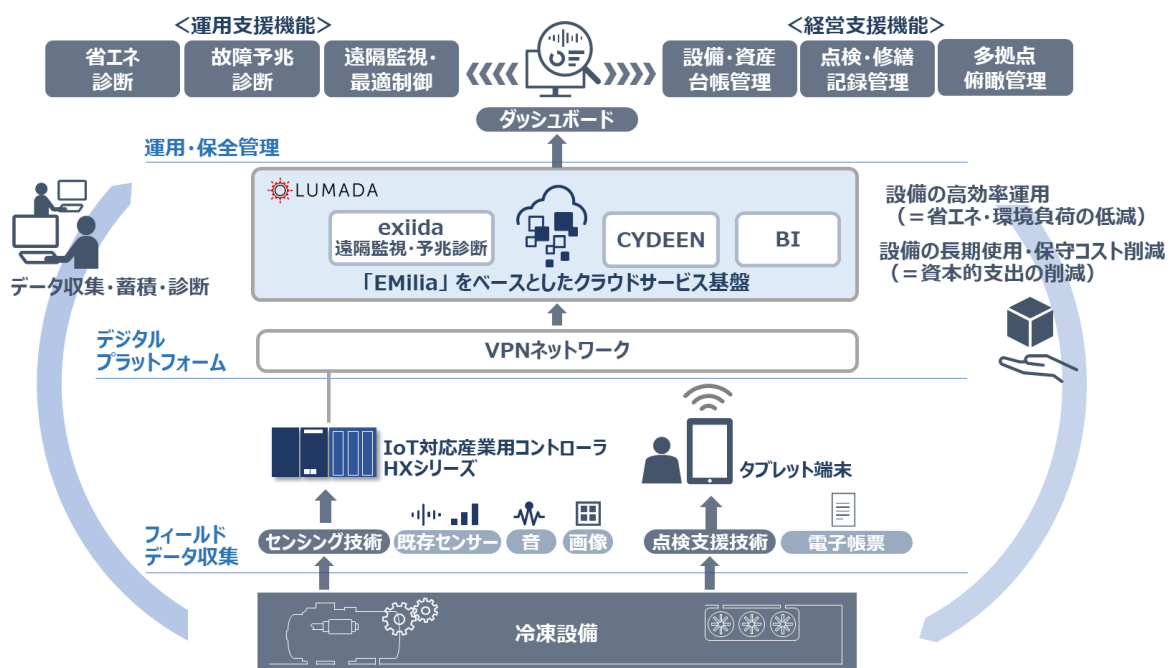 ＜運用支援機能＞
＜経営支援機能＞
省エネ
診断
故障予兆
診断
遠隔監視・
最適制御
設備・資産
台帳管理
点検・修繕
記録管理
多拠点
俯瞰管理
ダッシュボード
運用・保全管理
LUMADA
exiida
遠隔監視・予兆診断
CYDEEN
BI
「EMilia」をベースとしたクラウドサービス基盤
データ収集・蓄積・診断
設備の高効率運用
（＝省エネ・環境負荷の低減）
設備の長期使用・保守コスト削減
（＝資本的支出の削減）
デジタル
プラットフォーム
VPNネットワーク
IoT対応産業用コントローラ
HXシリーズ
タブレット端末
フィールド
データ収集
センシング技術
既存センサー
音
画像
点検支援技術
電子帳票
冷凍設備